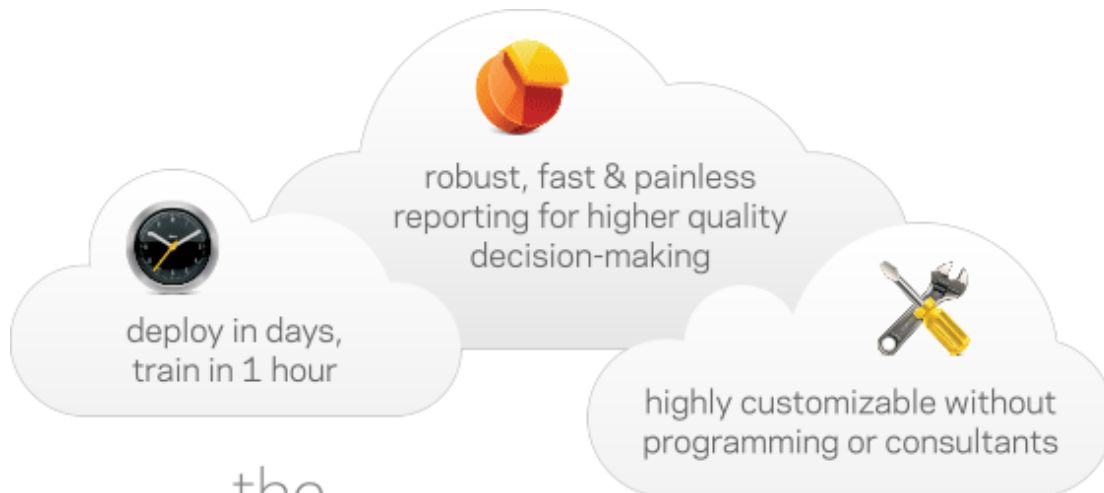 robust, fast & painless
reporting for higher quality
decision-making
deploy in days,
train in 1 hour
highly customizable without
programming or consultants
the